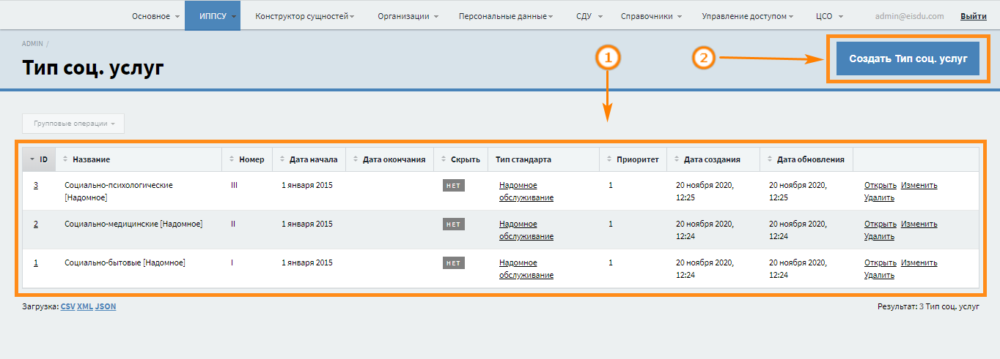 Основное ИППСУ Конструктор сущностей Организации Персональные данные СДУ Справочники Управление доступом ЦСО admin@eisdu.com Выйти
ADMIN /
Тип соц. услуг
1
2
Создать Тип соц. услуг
Групповые операции
ID Название Номер Дата начала Дата окончания Скрыть Тип стандарта Приоритет Дата создания Дата обновления
3 Социально-психологические III 1 января 2015 НЕТ Надомное 1 20 ноября 2020, 20 ноября 2020, Открыть Изменить
[Надомное] обслуживание 12:25 12:25 Удалить
2 Социально-медицинские [Надомное] II 1 января 2015 НЕТ Надомное 1 20 ноября 2020, 20 ноября 2020, Открыть Изменить
обслуживание 12:24 12:24 Удалить
1 Социально-бытовые [Надомное] I 1 января 2015 НЕТ Надомное 1 20 ноября 2020, 20 ноября 2020, Открыть Изменить
обслуживание 12:24 12:24 Удалить
Загрузка: CSV XML JSON Результат: 3 Тип соц. услуг